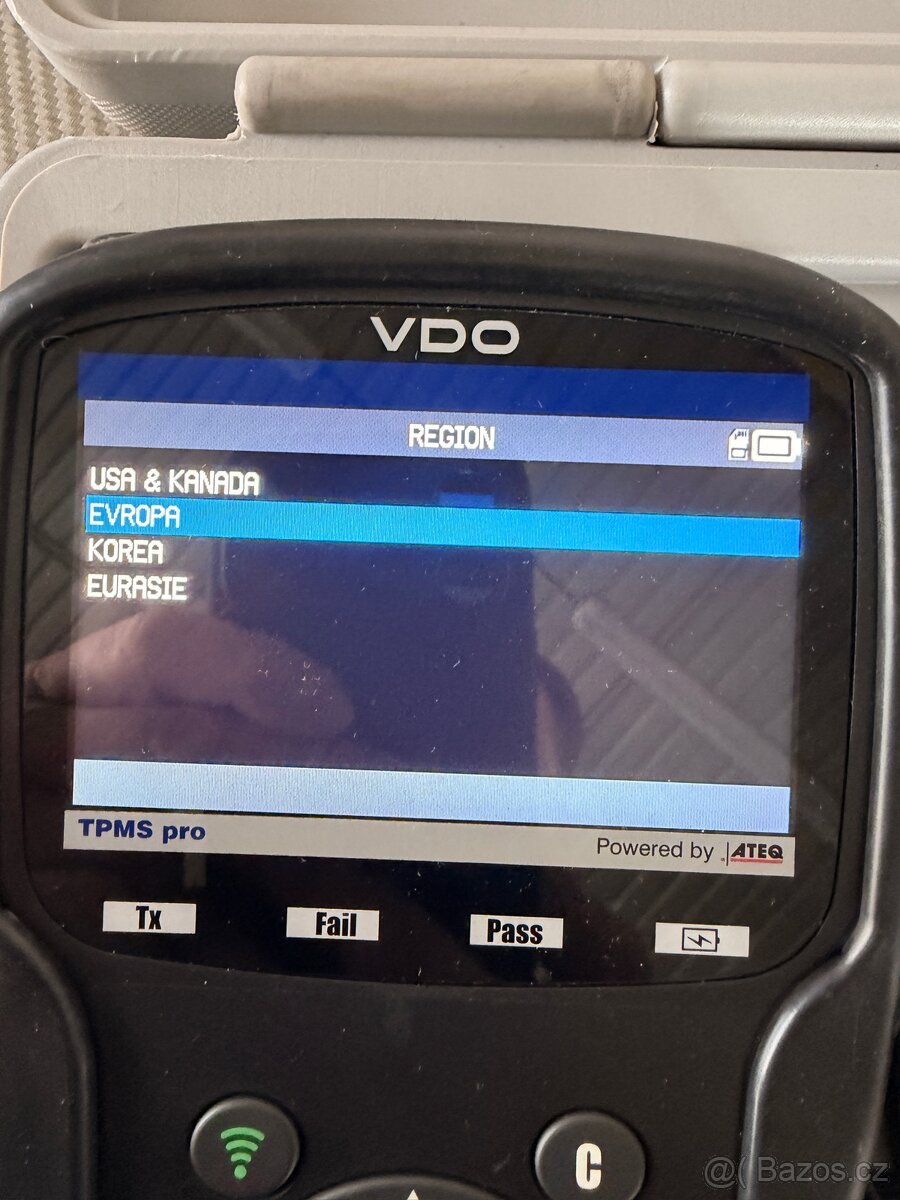 VDO
REGION
USA & KANADA
EVROPA
KOREA
EURASIE
TPMS pro
Powered by ATEQ
Tx
Fail
Pass
C
@( Bazos.cz